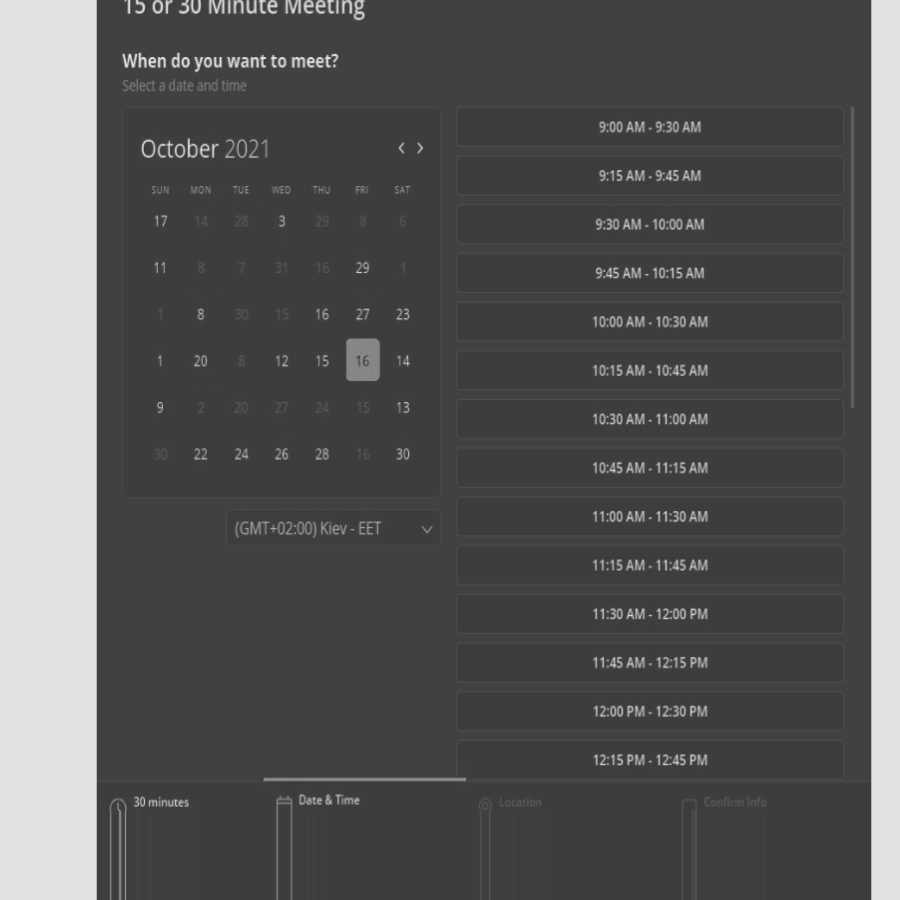 15 or 30 Minute Meeting
When do you want to meet?
Select a date and time
October 2021
SUN MON TUE WED THU FRI SAT
17 14 28 3 29 8 6
11 8 7 31 16 29 1
1 8 30 15 16 27 23
1 20 8 12 15 16 14
9 2 20 27 24 15 13
30 22 24 26 28 16 30
(GMT+02:00) Kiev - EET
9:00 AM - 9:30 AM
9:15 AM - 9:45 AM
9:30 AM - 10:00 AM
9:45 AM - 10:15 AM
10:00 AM - 10:30 AM
10:15 AM - 10:45 AM
10:30 AM - 11:00 AM
10:45 AM - 11:15 AM
11:00 AM - 11:30 AM
11:15 AM - 11:45 AM
11:30 AM - 12:00 PM
11:45 AM - 12:15 PM
12:00 PM - 12:30 PM
12:15 PM - 12:45 PM
30 minutes
Date & Time
Location
Confirm Info